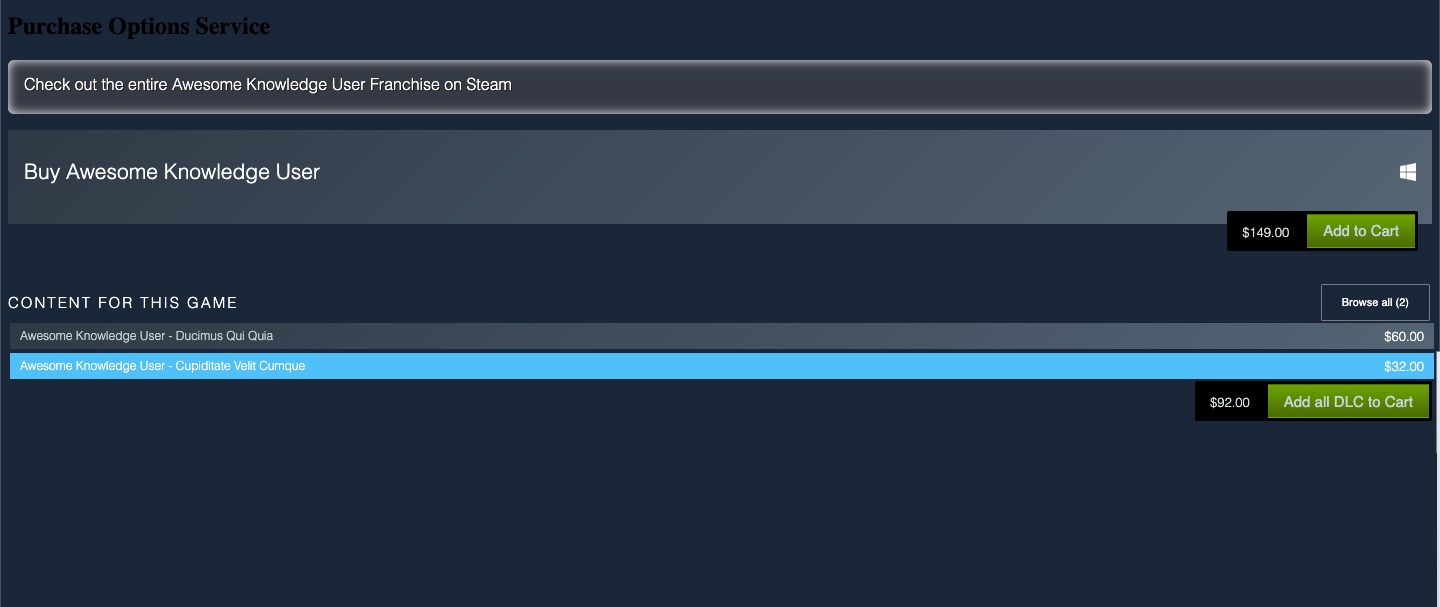 Purchase Options Service
Check out the entire Awesome Knowledge User Franchise on Steam
Buy Awesome Knowledge User
$149.00 Add to Cart
CONTENT FOR THIS GAME Browse all (2)
Awesome Knowledge User - Ducimus Qui Quia $60.00
Awesome Knowledge User - Cupiditate Velit Cumque $32.00
$92.00 Add all DLC to Cart